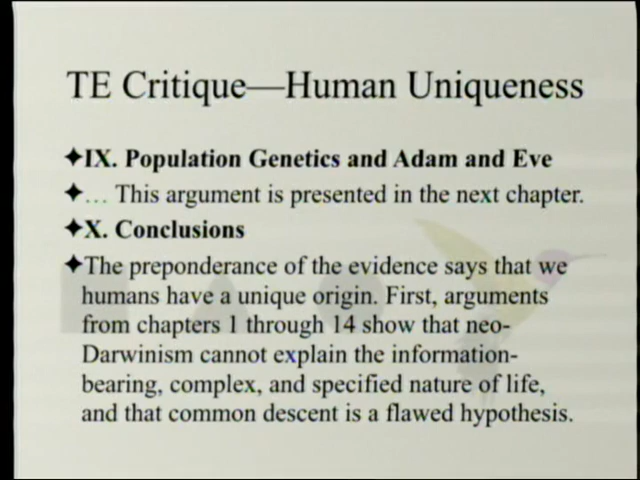 TE Critique—Human Uniqueness
✦IX. Population Genetics and Adam and Eve
✦… This argument is presented in the next chapter.
✦X. Conclusions
✦The preponderance of the evidence says that we
humans have a unique origin. First, arguments
from chapters 1 through 14 show that neo-
Darwinism cannot explain the information-
bearing, complex, and specified nature of life,
and that common descent is a flawed hypothesis.